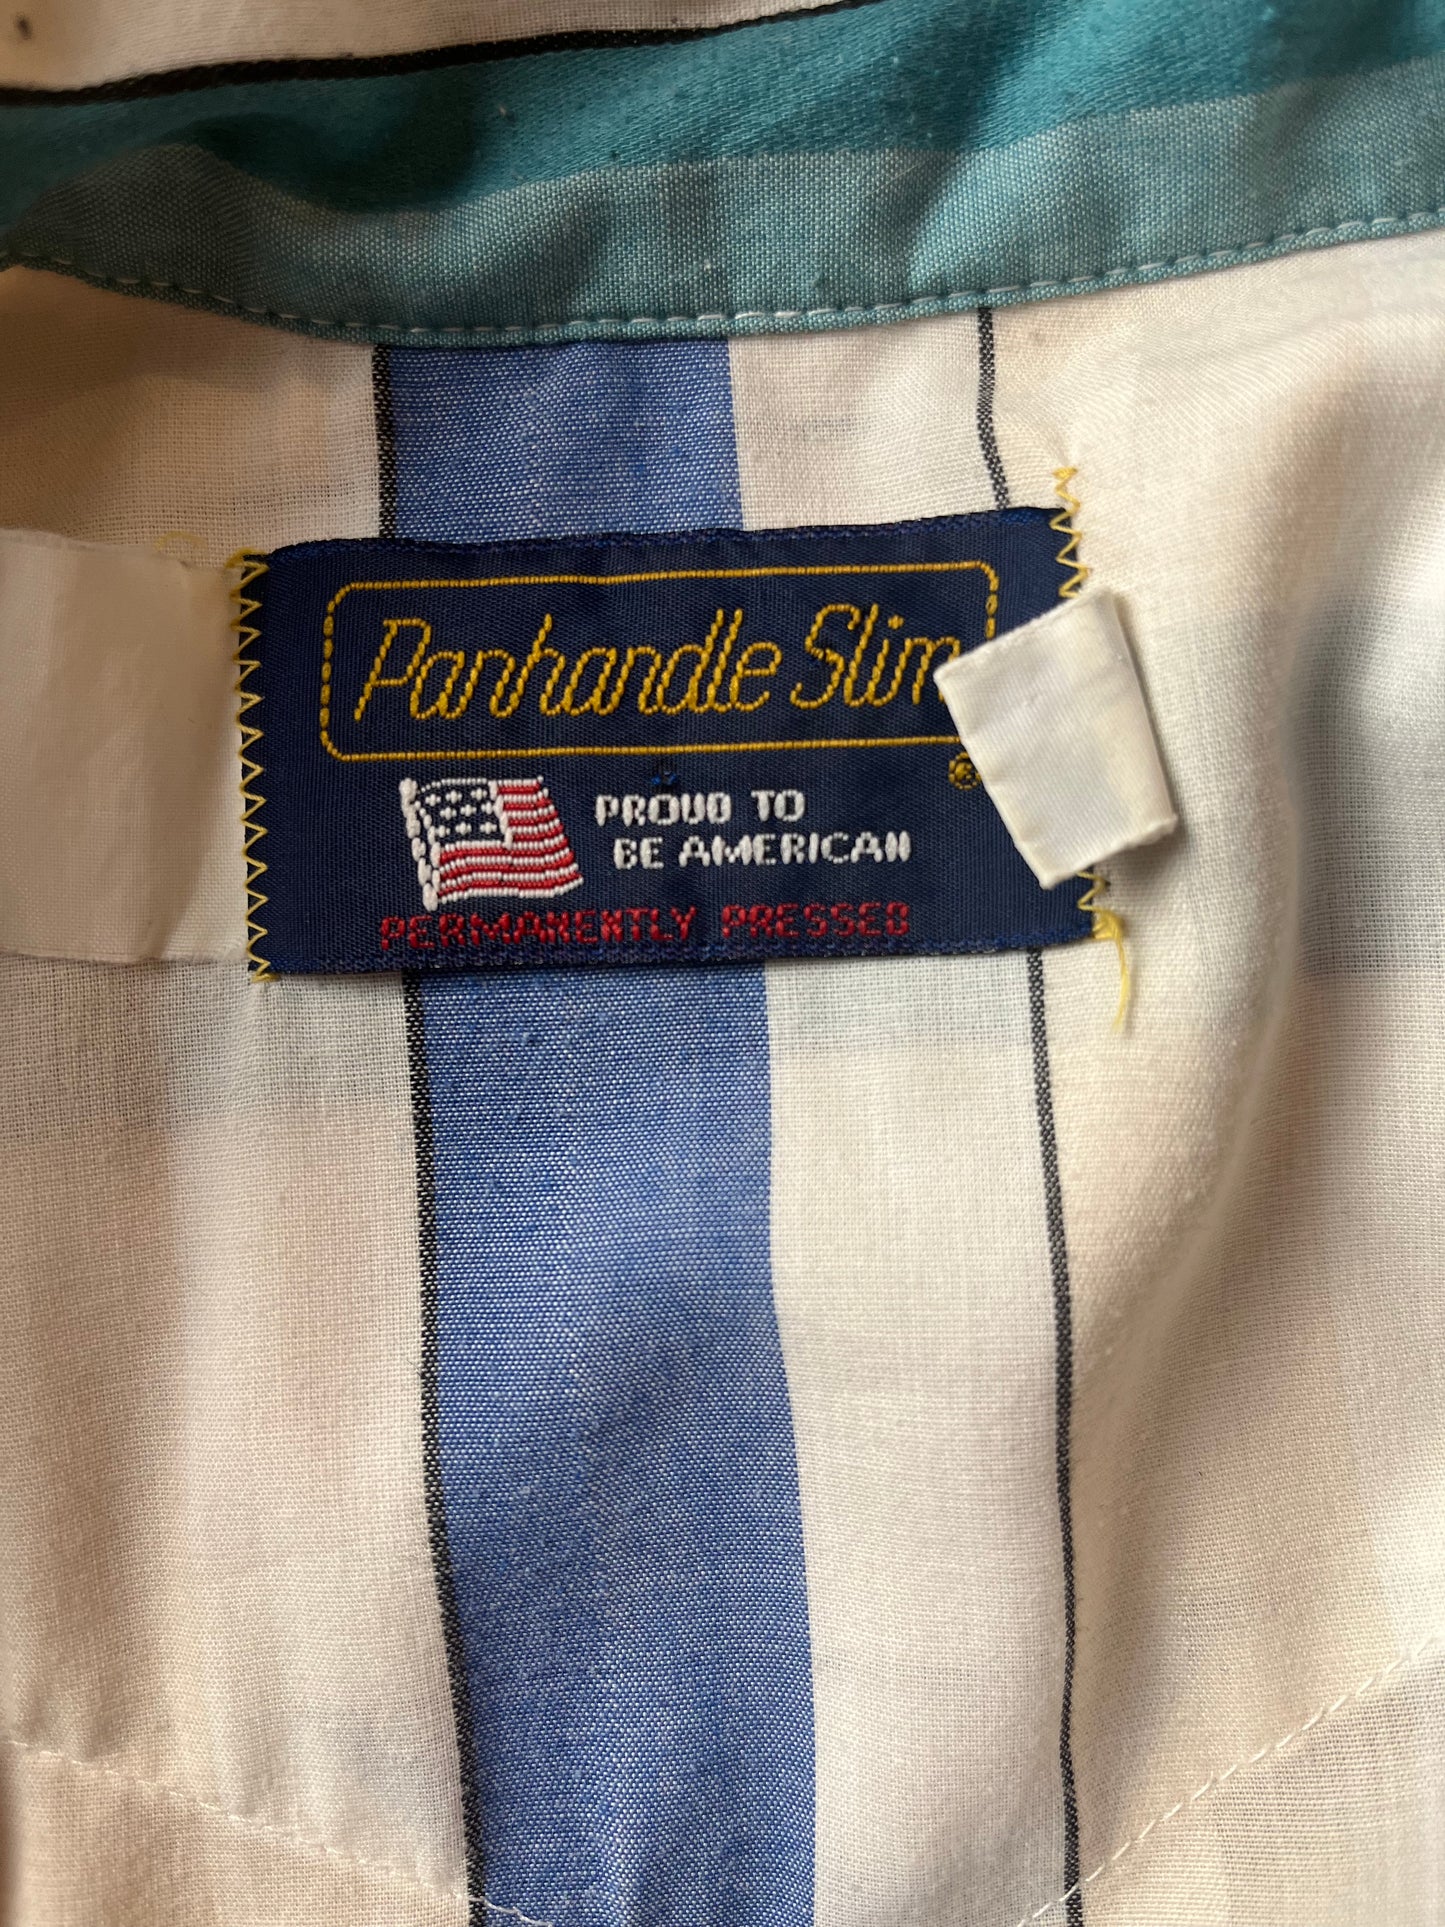 Panhandle Slim
®
PROUD TO
BE AMERICAN
PERMANENTLY PRESSED